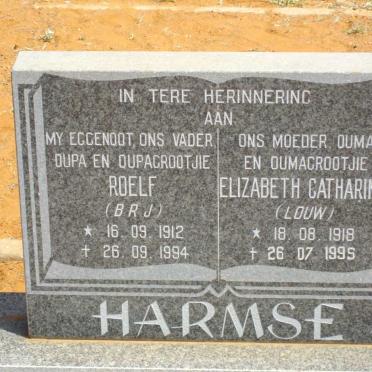 IN TERE HERINNERING
AAN
MY EGGENOOT, ONS VADER
OUPA EN OUPAGROOTJIE
ROELF
(B R J)
★ 16. 09. 1912
✝ 26. 09. 1994
ONS MOEDER, OUMA
EN OUMAGROOTJIE
ELIZABETH CATHARIN
(LOUW)
★ 18. 08. 1918
✝ 26. 07. 1995
HARMSE